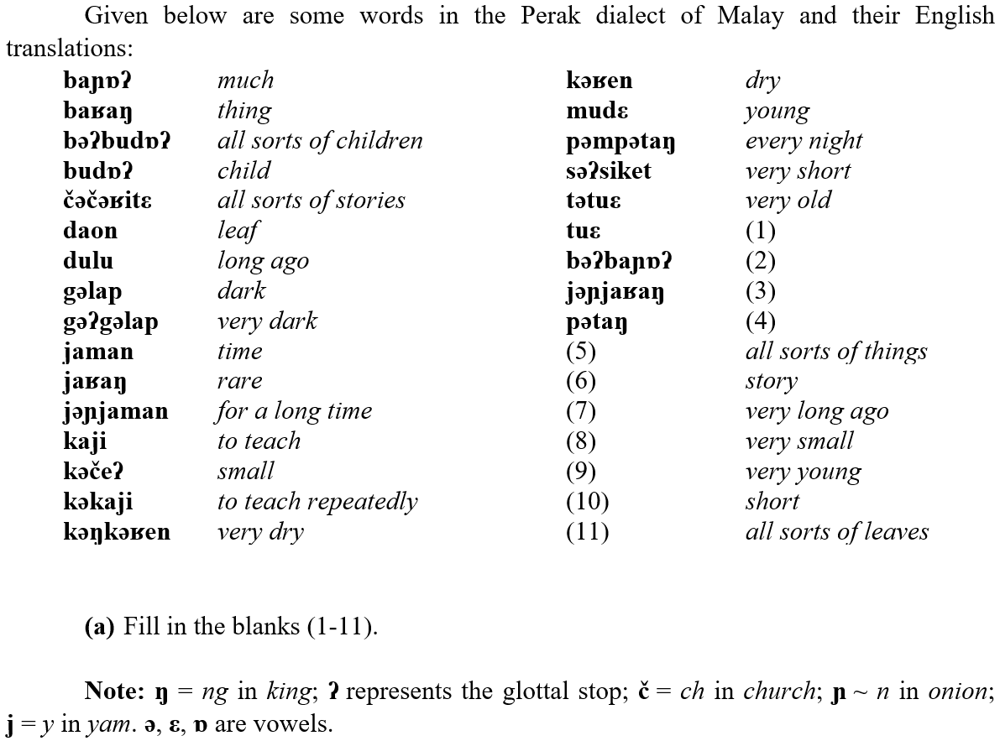 Given below are some words in the Perak dialect of Malay and their English
translations:
baɲɒʔ much kəʁen dry
baʁaŋ thing mudɛ young
bəʔbudɒʔ all sorts of children pəmpətaŋ every night
budɒʔ child səʔsiket very short
čəčəʁitɛ all sorts of stories tətuɛ very old
daon leaf tuɛ (1)
dulu long ago bəʔbaɲɒʔ (2)
gəlap dark jəɲjaʁaŋ (3)
gəʔgəlap very dark pətaŋ (4)
jaman time (5) all sorts of things
jaʁaŋ rare (6) story
jəɲjaman for a long time (7) very long ago
kaji to teach (8) very small
kəčeʔ small (9) very young
kəkaji to teach repeatedly (10) short
kəŋkəʁen very dry (11) all sorts of leaves
(a) Fill in the blanks (1-11).
Note: ŋ = ng in king; ʔ represents the glottal stop; č = ch in church; ɲ ~ n in onion;
j = y in yam. ə, ɛ, ɒ are vowels.